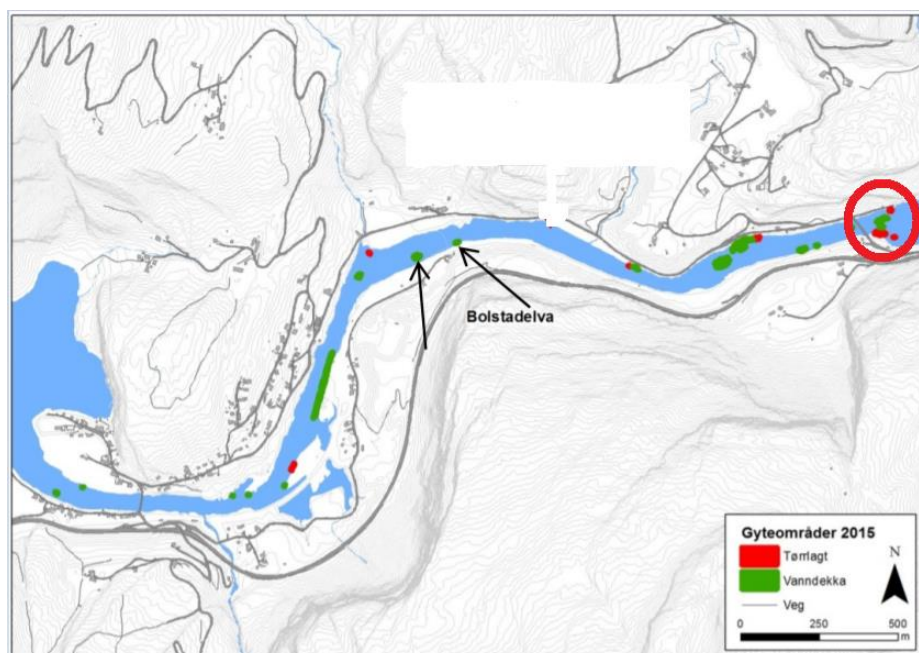 Bolstadelva
Gyteområder 2015
Tørrlagt
Vanndekka
Veg
N
0 250 500
m